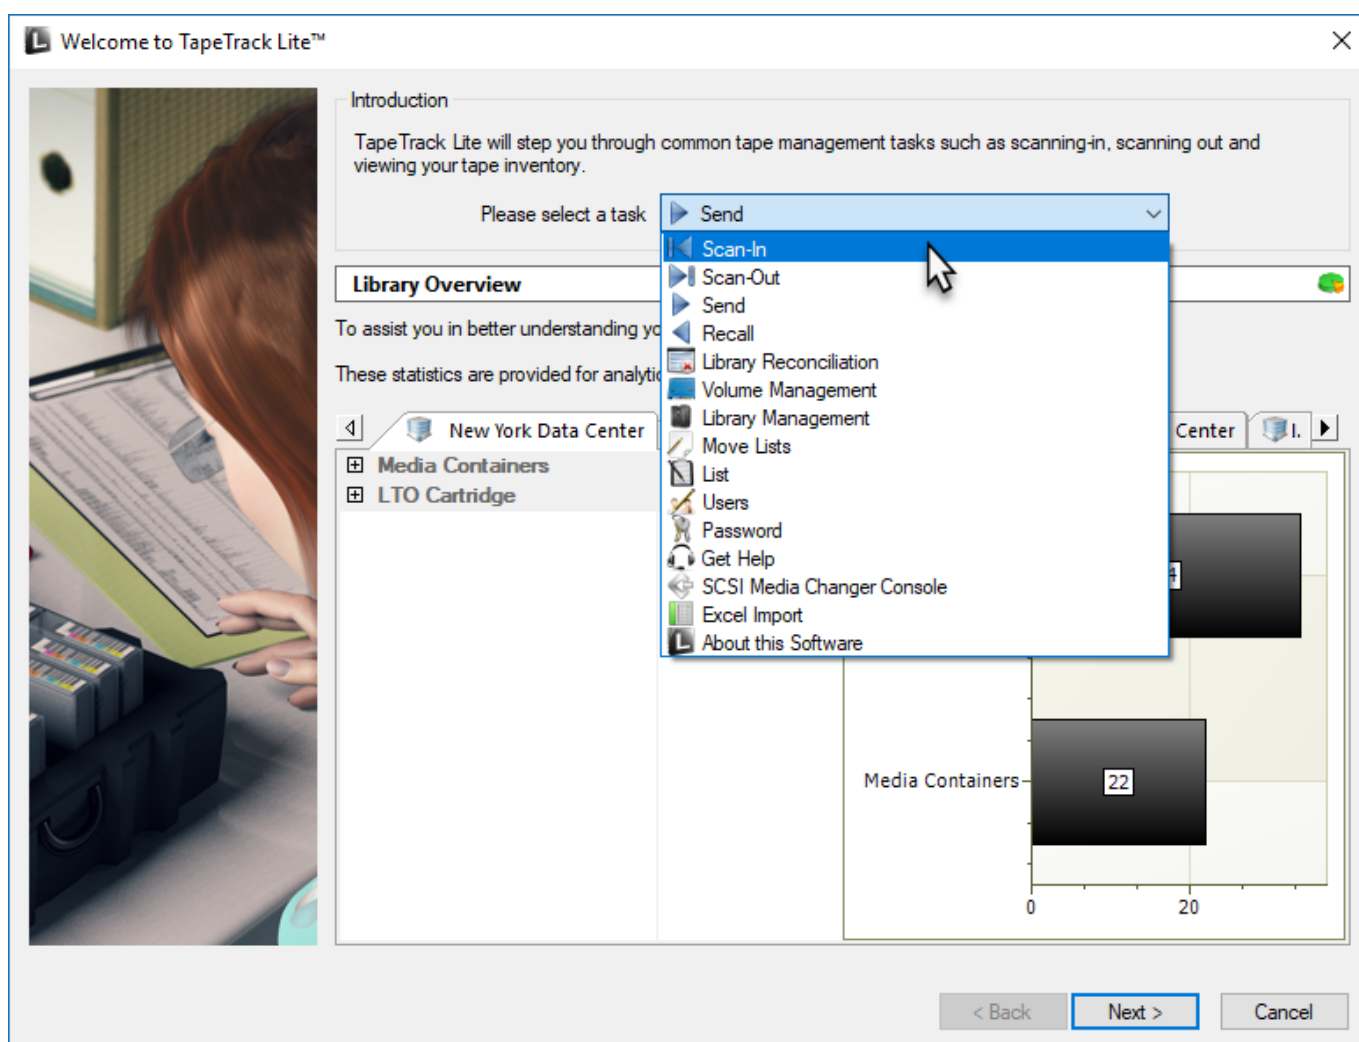 Welcome to TapeTrack Lite™
Introduction
TapeTrack Lite will step you through common tape management tasks such as scanning-in, scanning out and
viewing your tape inventory.
Please select a task
Send
Scan-In
Scan-Out
Send
Recall
Library Reconciliation
Volume Management
Library Management
Move Lists
List
Users
Password
Get Help
SCSI Media Changer Console
Excel Import
About this Software
Library Overview
To assist you in better understanding
These statistics are provided for
New York Data Center
Center
I.
Media Containers
LTO Cartridge
4
Media Containers
22
0
20
< Back
Next >
Cancel